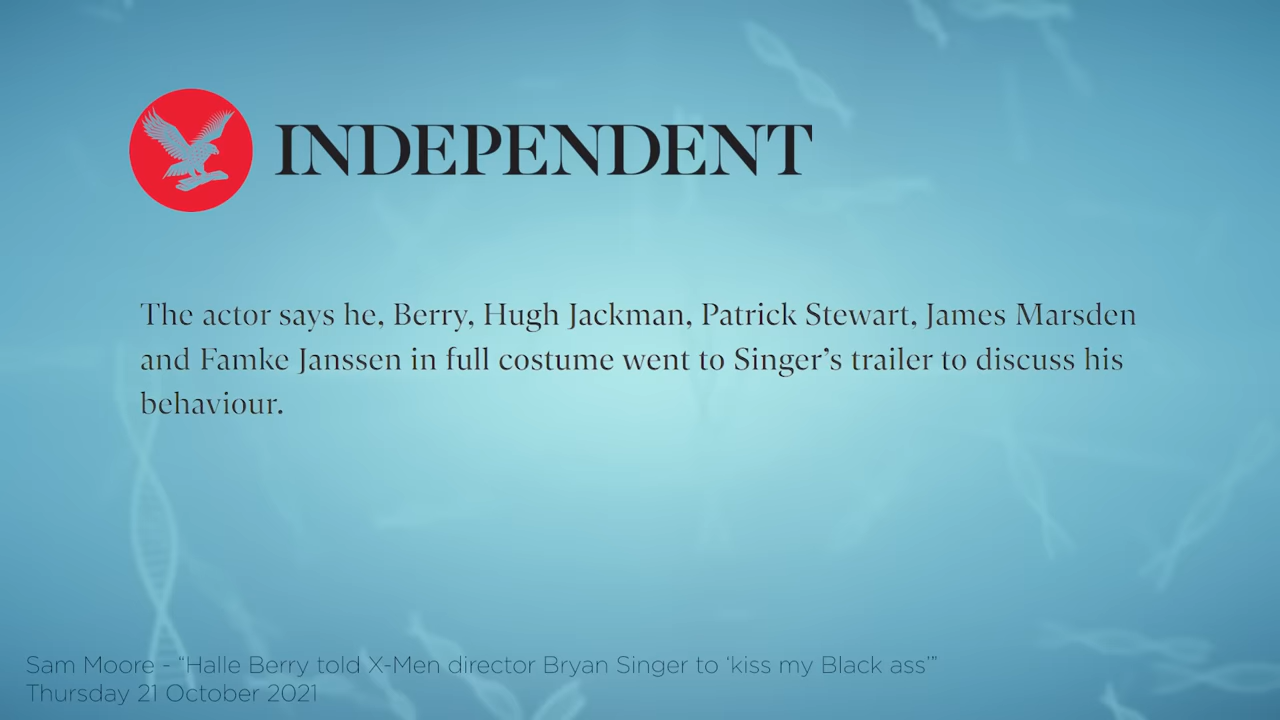 INDEPENDENT
The actor says he, Berry, Hugh Jackman, Patrick Stewart, James Marsden
and Famke Janssen in full costume went to Singer’s trailer to discuss his
behaviour.
Sam Moore - “Halle Berry told X-Men director Bryan Singer to ‘kiss my Black ass’”
Thursday 21 October 2021